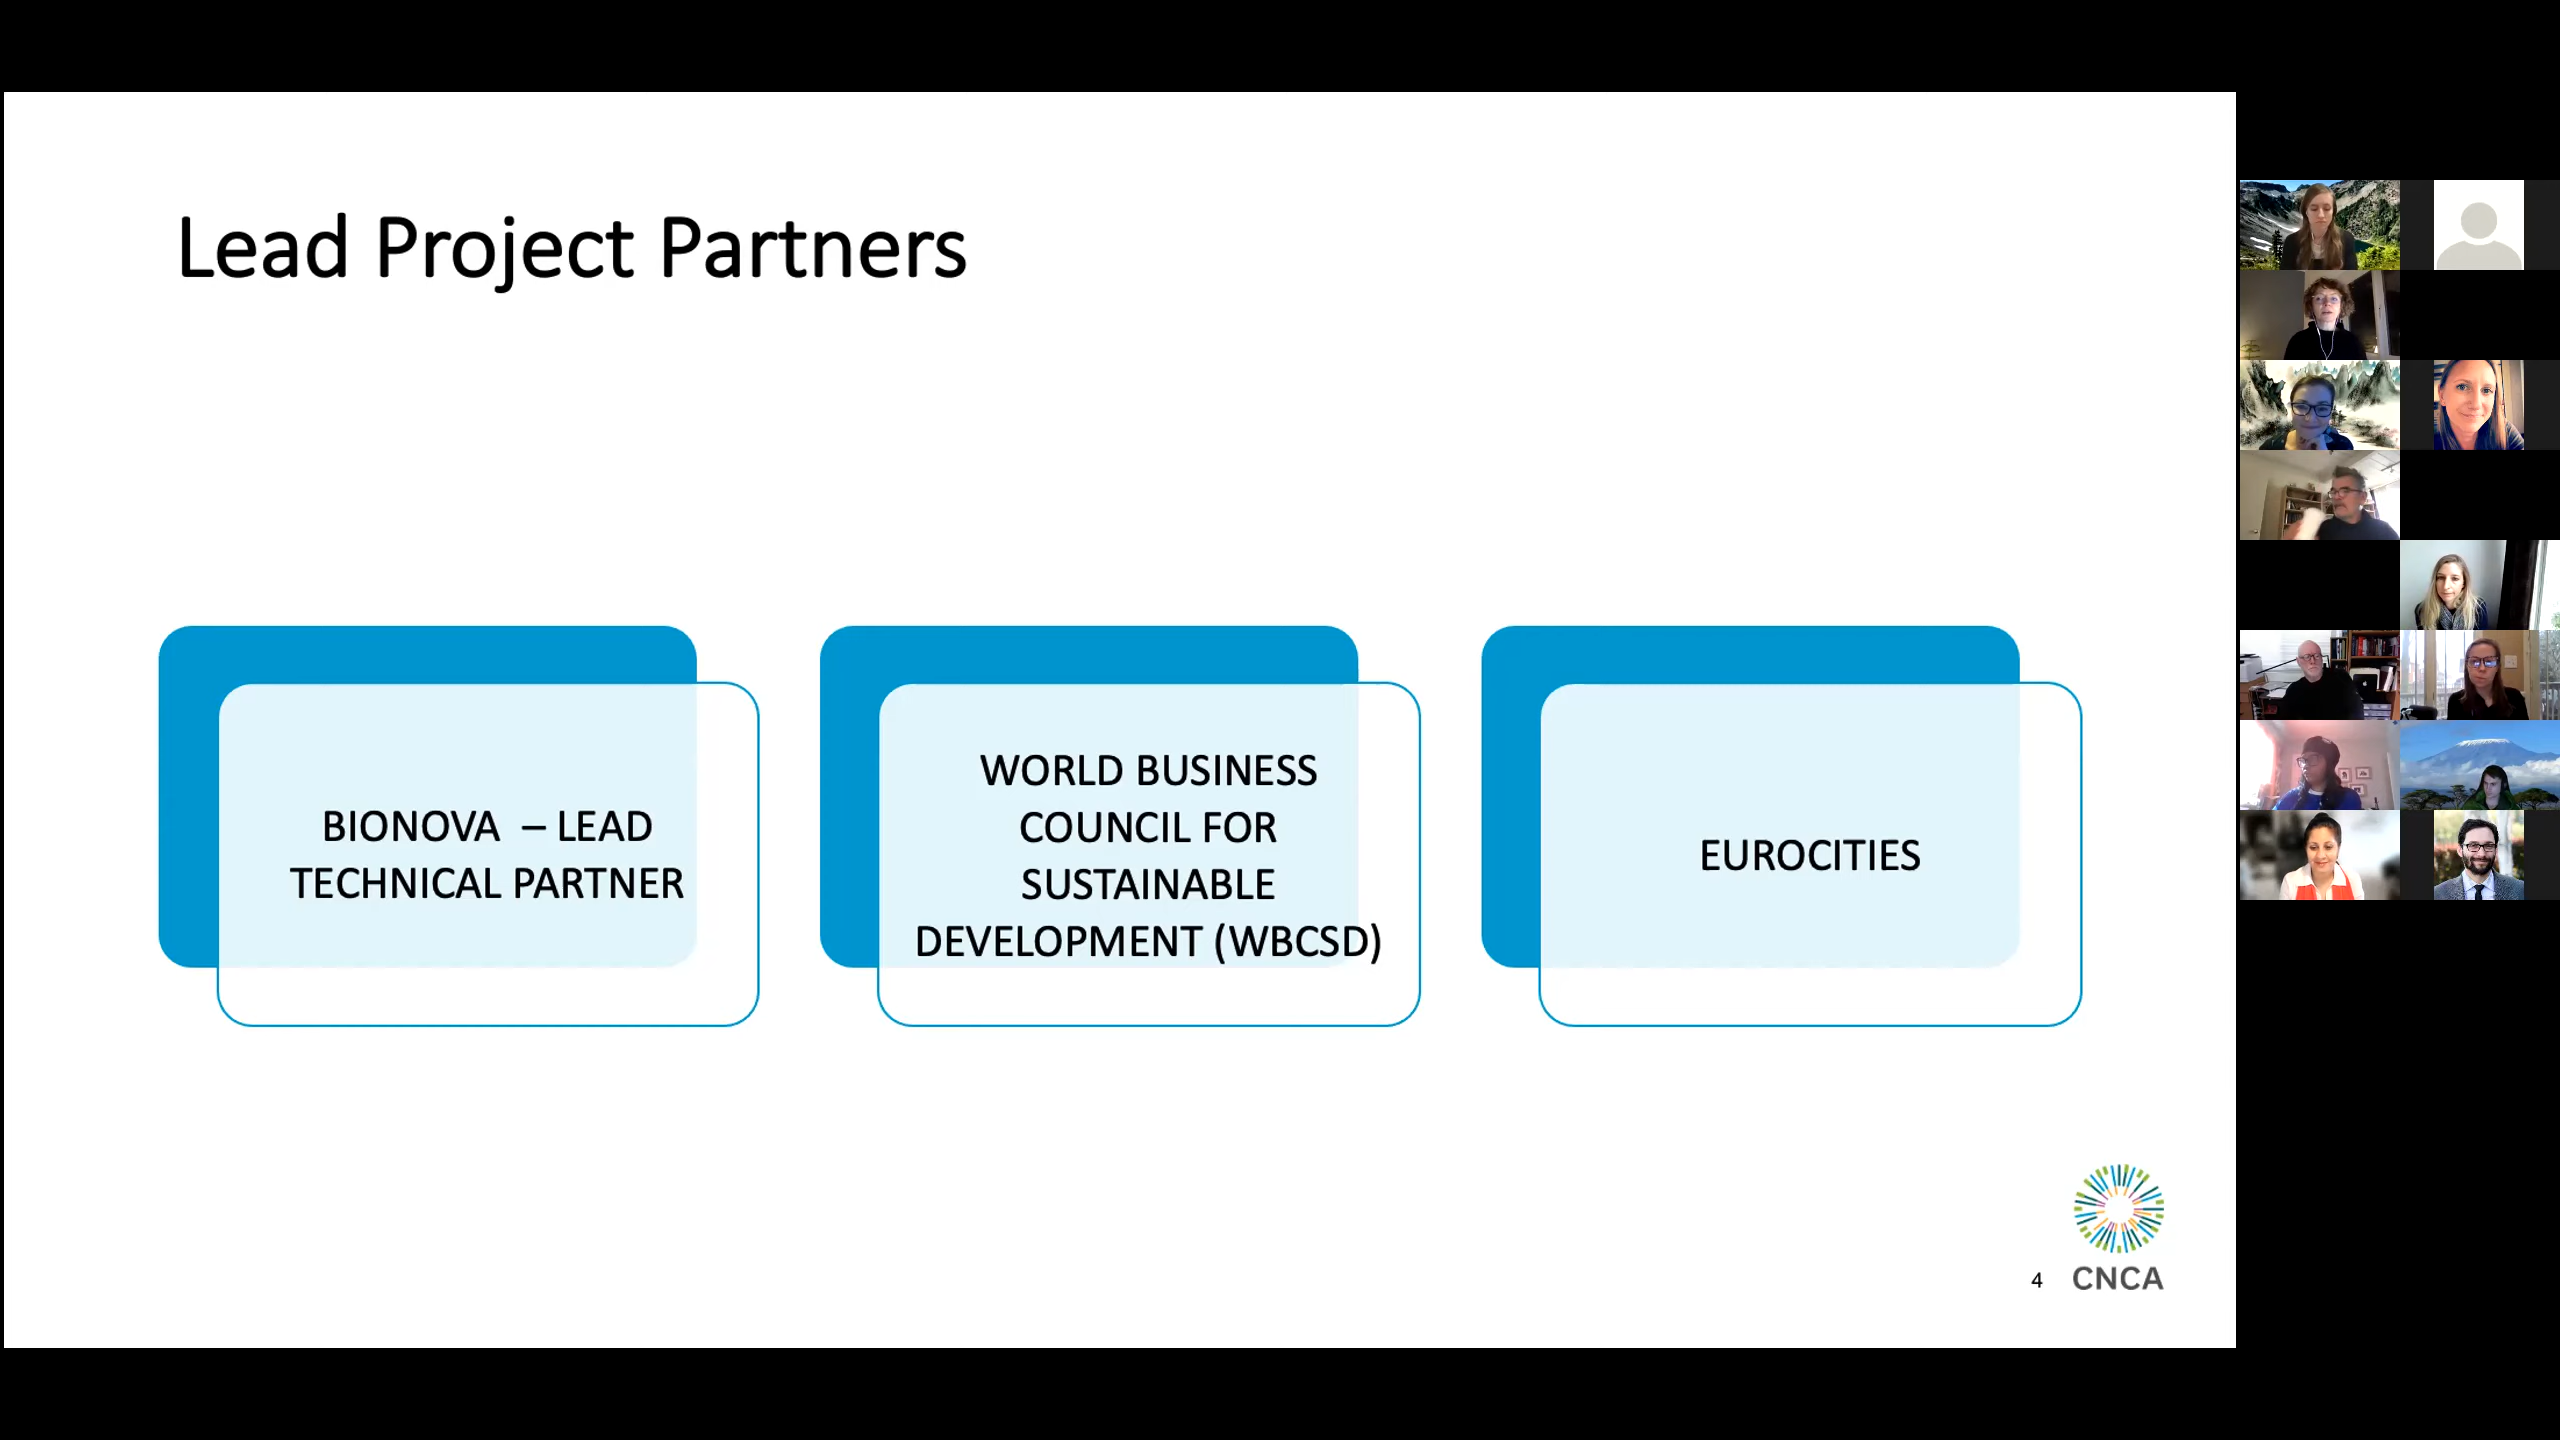 Lead Project Partners
BIONOVA – LEAD
TECHNICAL PARTNER
WORLD BUSINESS
COUNCIL FOR
SUSTAINABLE
DEVELOPMENT (WBCSD)
EUROCITIES
4
CNCA